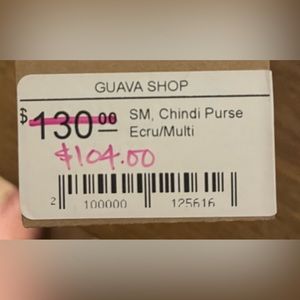 GUAVA SHOP
$130.00 SM, Chindi Purse
Ecru/Multi
$104.00
2 100000 125616